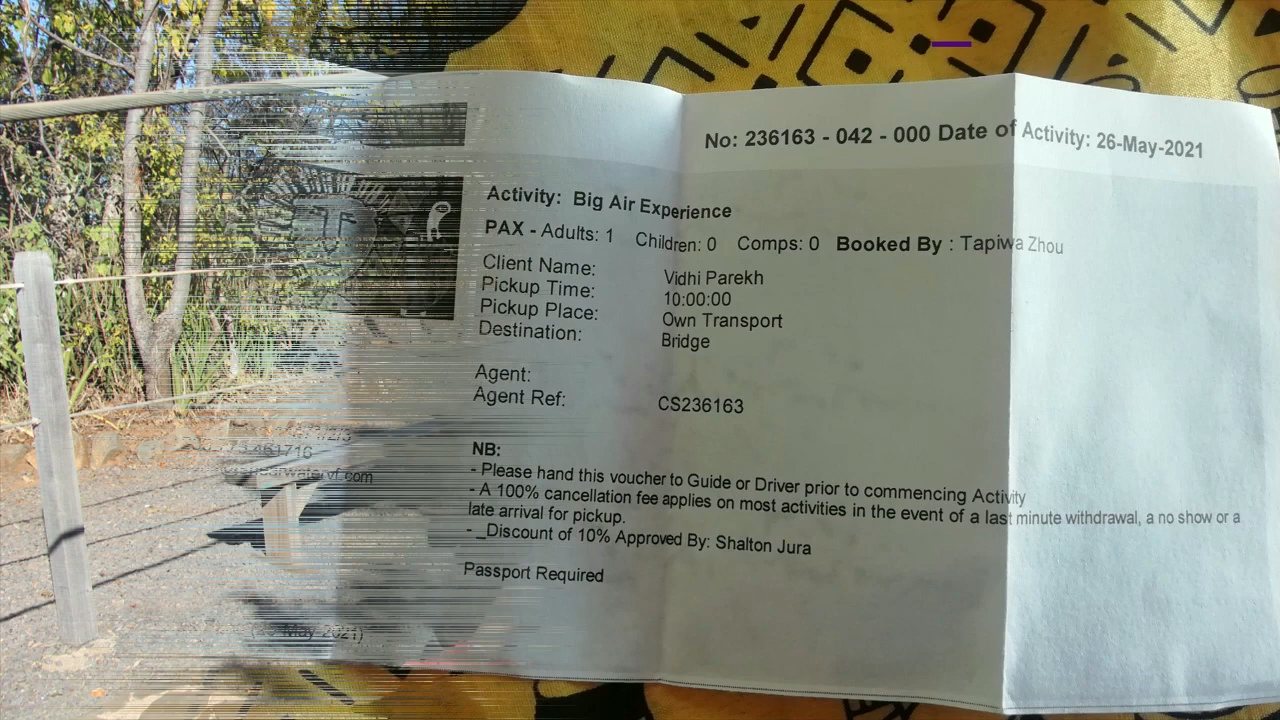 No: 236163 - 042 - 000 Date of Activity: 26-May-2021
Activity: Big Air Experience
PAX - Adults: 1 Children: 0 Comps: 0 Booked By : Tapiwa Zhou
Client Name: Vidhi Parekh
Pickup Time: 10:00:00
Pickup Place: Own Transport
Destination: Bridge
Agent:
Agent Ref: CS236163
NB:
- Please hand this voucher to Guide or Driver prior to commencing Activity
- A 100% cancellation fee applies on most activities in the event of a last minute withdrawal, a no show or a
late arrival for pickup.
- _Discount of 10% Approved By: Shalton Jura
Passport Required
May 2021)